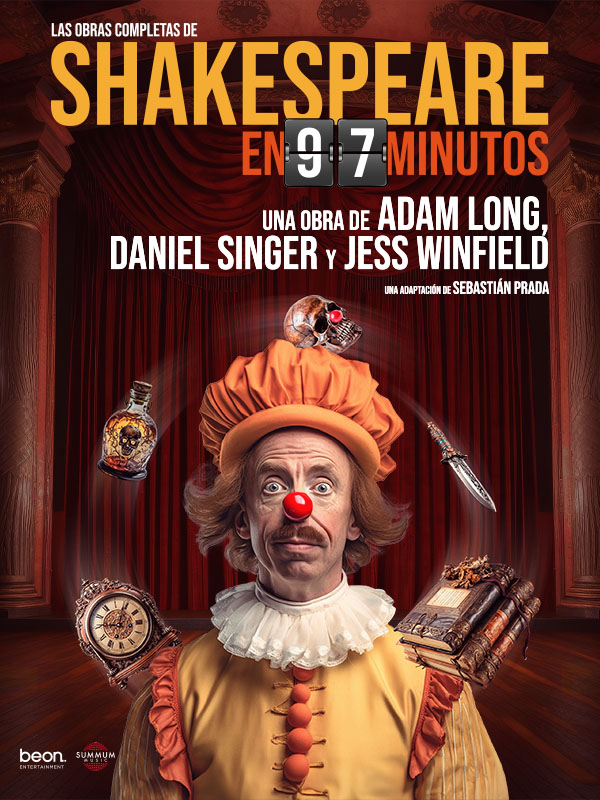 LAS OBRAS COMPLETAS DE
SHAKESPEARE
EN 97 MINUTOS
UNA OBRA DE ADAM LONG,
DANIEL SINGER Y JESS WINFIELD
UNA ADAPTACIÓN DE SEBASTIÁN PRADA
beon.
ENTERTAINMENT
SUMMUM
MUSIC